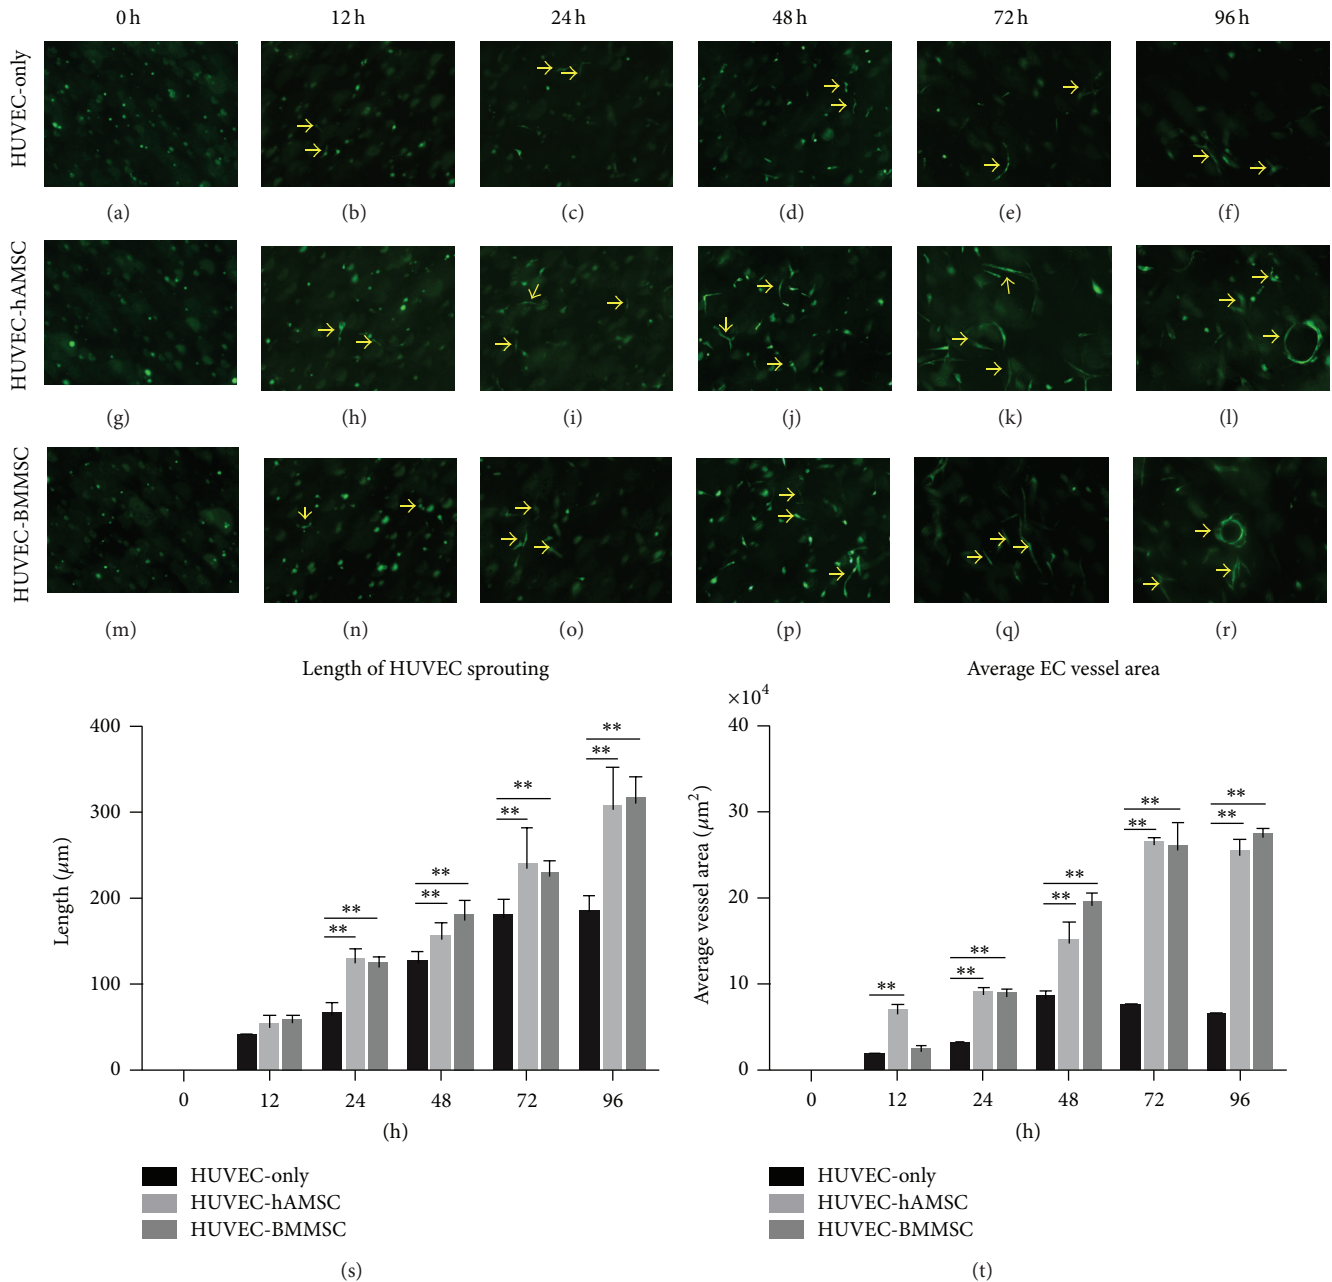 0 h 12 h 24 h 48 h 72 h 96 h
HUVEC-only
(a) (b) (c) (d) (e) (f)
HUVEC-hAMSC
(g) (h) (i) (j) (k) (l)
HUVEC-BMMSC
(m) (n) (o) (p) (q) (r)
Length of HUVEC sprouting
400
300
200
100
0
Length (μm)
** ** ** ** ** ** ** **
0 12 24 48 72 96
(h)
HUVEC-only
HUVEC-hAMSC
HUVEC-BMMSC
(s)
Average EC vessel area
×10⁴
40
30
20
10
0
Average vessel area (μm²)
** ** ** ** ** ** ** ** **
0 12 24 48 72 96
(h)
HUVEC-only
HUVEC-hAMSC
HUVEC-BMMSC
(t)